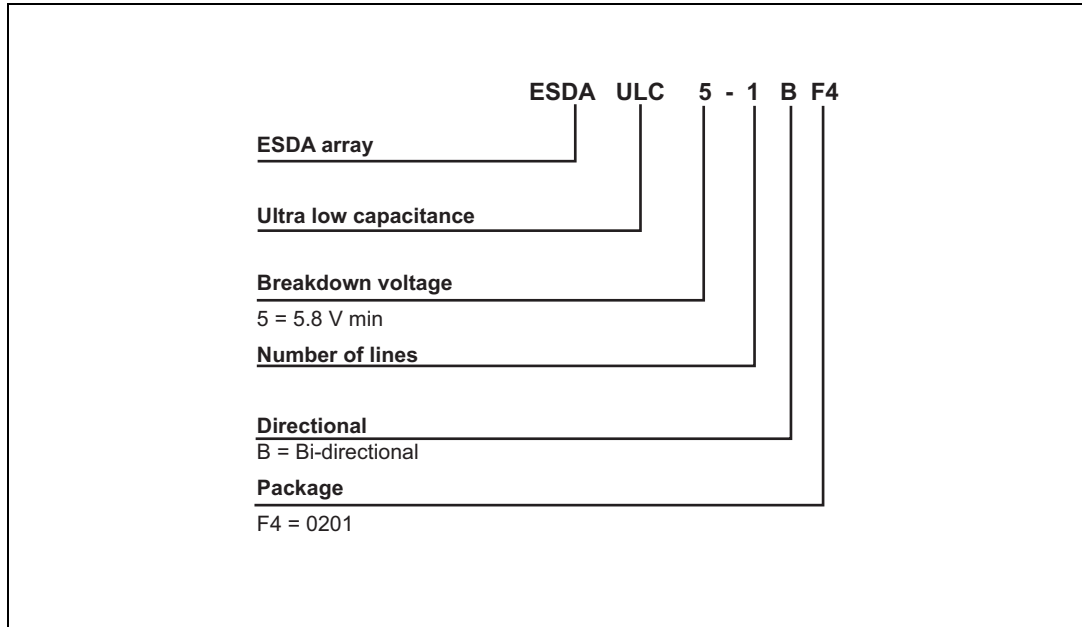 ESDA ULC 5 - 1 B F4
ESDA array
Ultra low capacitance
Breakdown voltage
5 = 5.8 V min
Number of lines
Directional
B = Bi-directional
Package
F4 = 0201